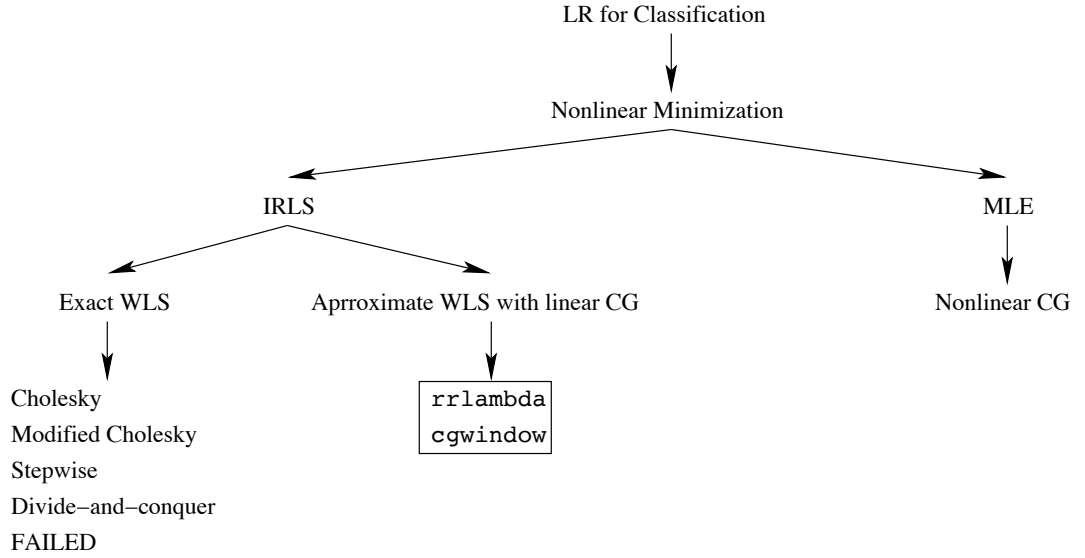 LR for Classification
Nonlinear Minimization
IRLS
MLE
Exact WLS
Aprroximate WLS with linear CG
Nonlinear CG
Cholesky
Modified Cholesky
Stepwise
Divide−and−conquer
FAILED
rrlambda
cgwindow